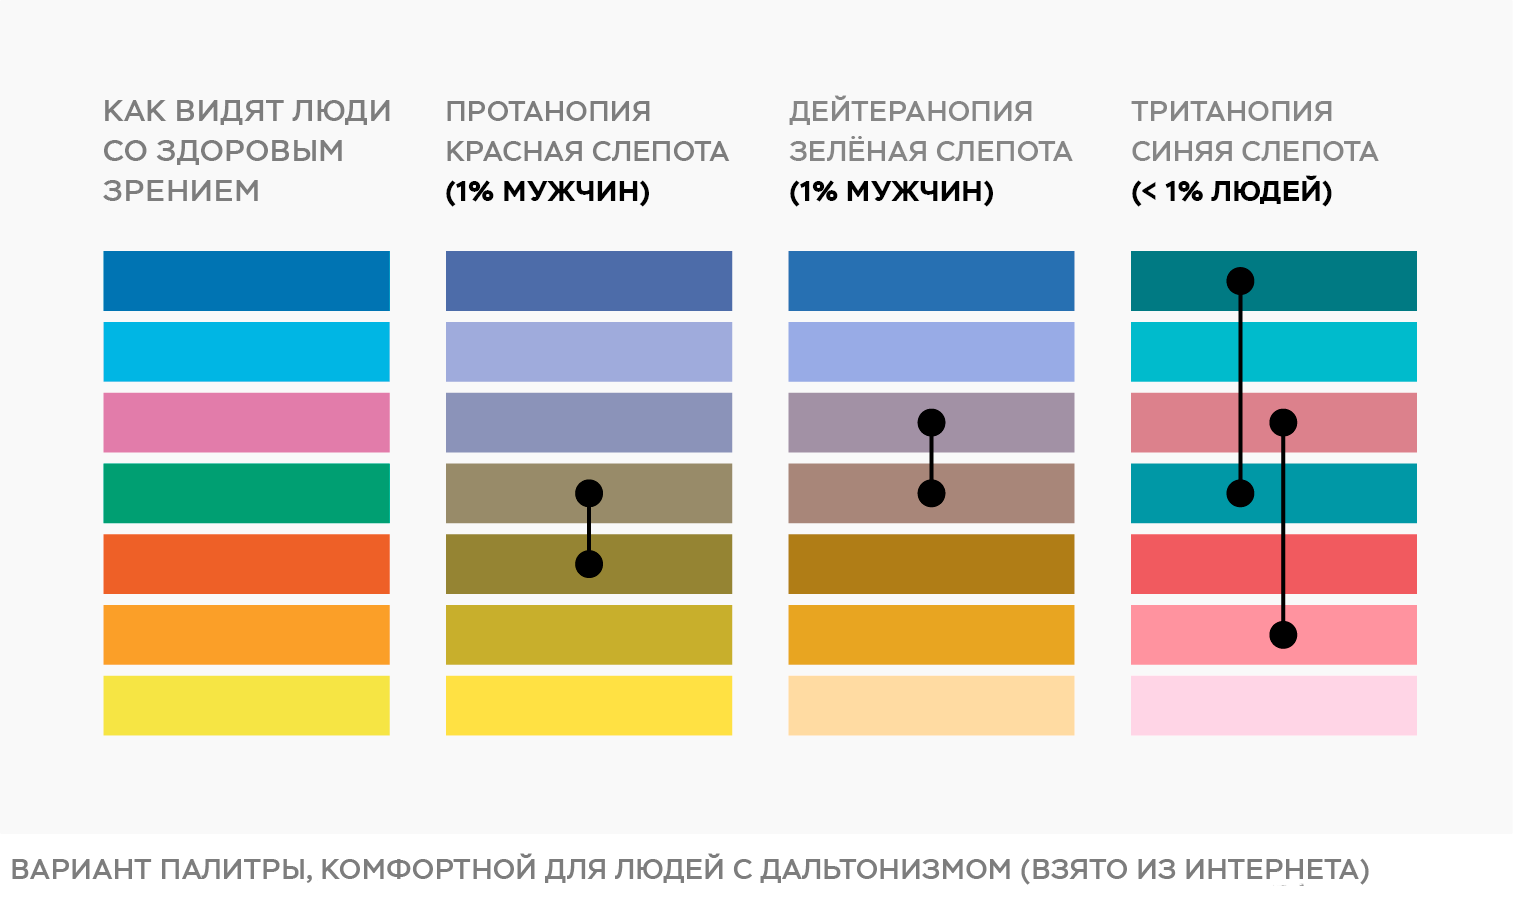 КАК ВИДЯТ ЛЮДИ
СО ЗДОРОВЫМ
ЗРЕНИЕМ
ПРОТАНОПИЯ
КРАСНАЯ СЛЕПОТА
(1% МУЖЧИН)
ДЕЙТЕРАНОПИЯ
ЗЕЛЁНАЯ СЛЕПОТА
(1% МУЖЧИН)
ТРИТАНОПИЯ
СИНЯЯ СЛЕПОТА
(< 1% ЛЮДЕЙ)
ВАРИАНТ ПАЛИТРЫ, КОМФОРТНОЙ ДЛЯ ЛЮДЕЙ С ДАЛЬТОНИЗМОМ (ВЗЯТО ИЗ ИНТЕРНЕТА)